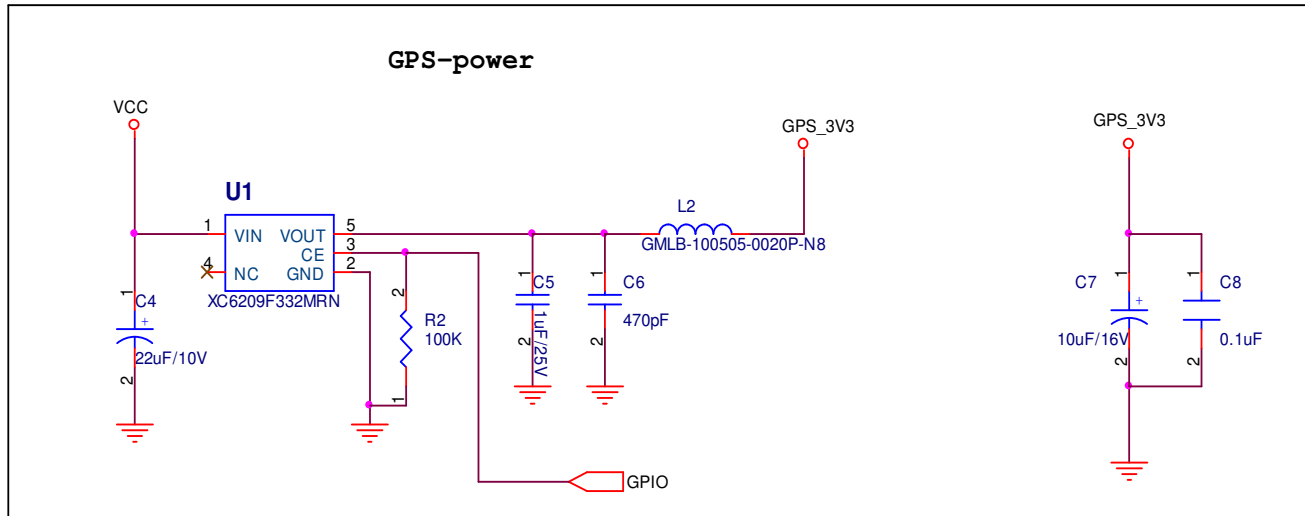 GPS-power
VCC
GPS_3V3
GPS_3V3
U1
L2
1
VIN
VOUT
5
GMLB-100505-0020P-N8
CE
3
4
NC
GND
2
XC6209F332MRN
1
C4
+
22uF/10V
2
2
R2
100K
1
1
C5
1uF/25V
2
1
C6
470pF
2
1
C7
+
10uF/16V
2
1
C8
0.1uF
2
GPIO